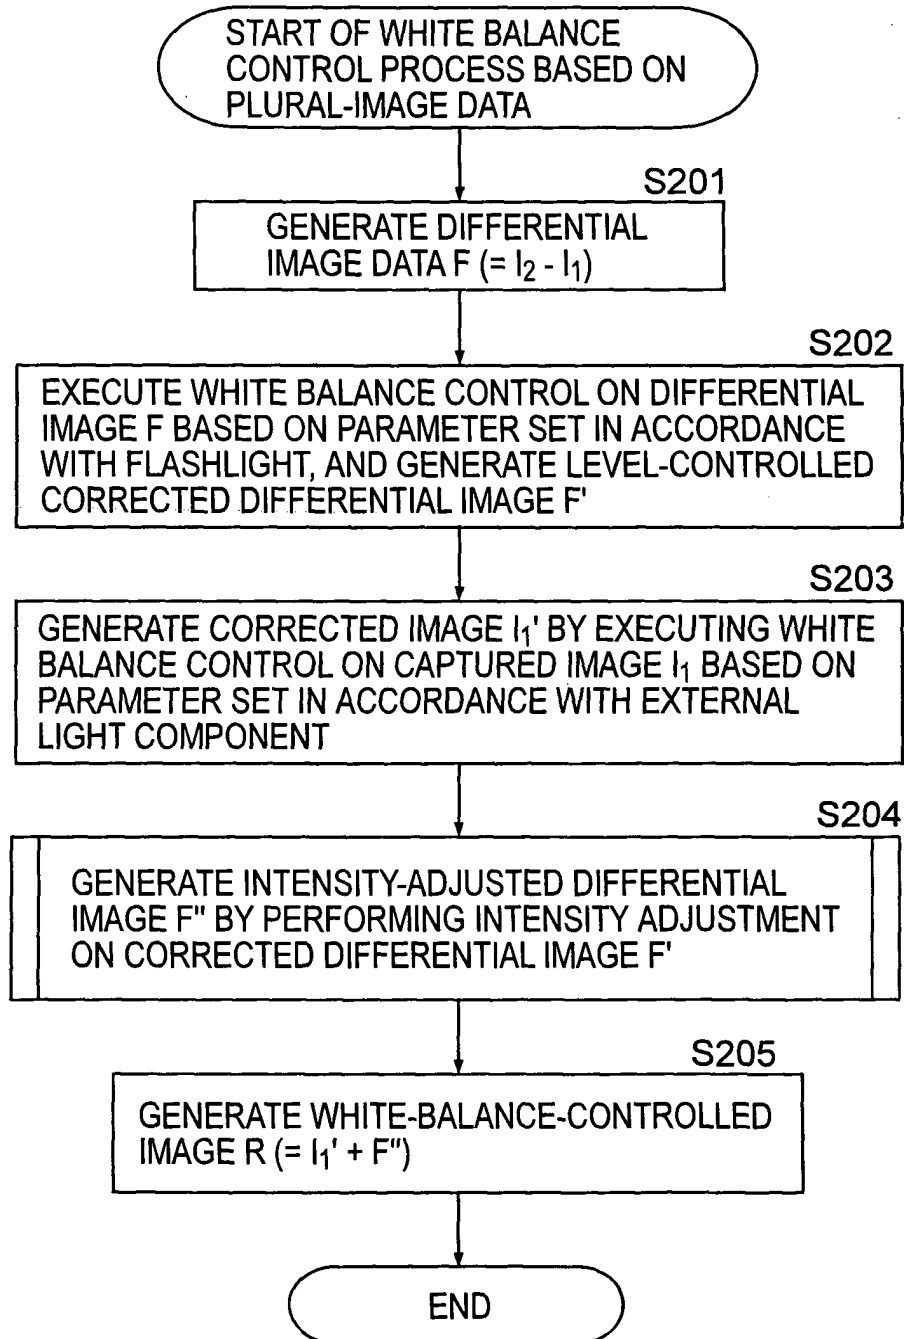 START OF WHITE BALANCE
CONTROL PROCESS BASED ON
PLURAL-IMAGE DATA
S201
GENERATE DIFFERENTIAL
IMAGE DATA F (= I₂ - I₁)
S202
EXECUTE WHITE BALANCE CONTROL ON DIFFERENTIAL
IMAGE F BASED ON PARAMETER SET IN ACCORDANCE
WITH FLASHLIGHT, AND GENERATE LEVEL-CONTROLLED
CORRECTED DIFFERENTIAL IMAGE F'
S203
GENERATE CORRECTED IMAGE I₁' BY EXECUTING WHITE
BALANCE CONTROL ON CAPTURED IMAGE I₁ BASED ON
PARAMETER SET IN ACCORDANCE WITH EXTERNAL
LIGHT COMPONENT
S204
GENERATE INTENSITY-ADJUSTED DIFFERENTIAL
IMAGE F" BY PERFORMING INTENSITY ADJUSTMENT
ON CORRECTED DIFFERENTIAL IMAGE F'
S205
GENERATE WHITE-BALANCE-CONTROLLED
IMAGE R (= I₁' + F")
END